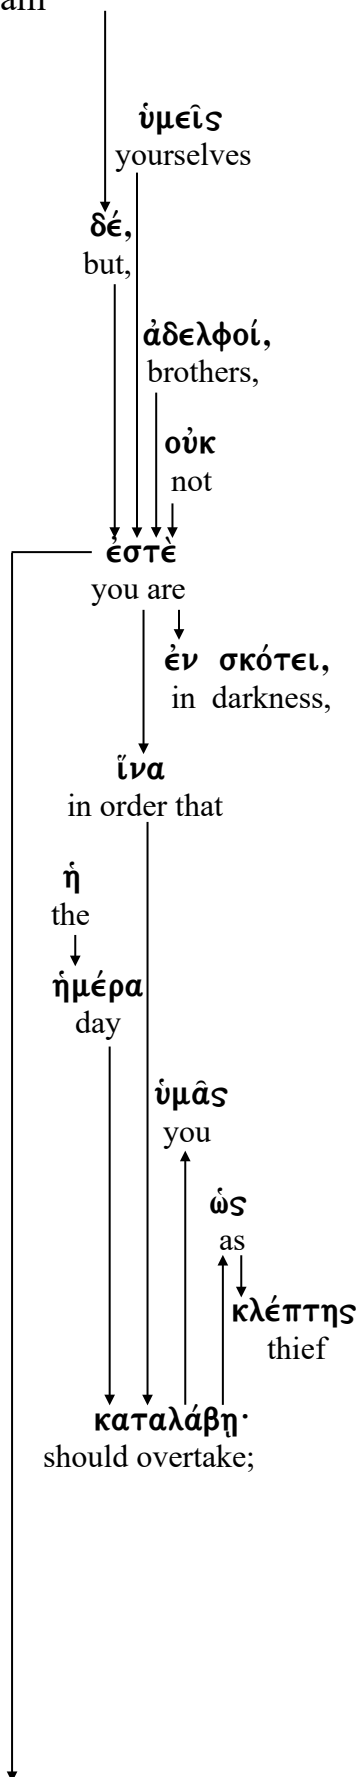 ὑμεῖς
yourselves
δέ,
but,
ἀδελφοί,
brothers,
οὐκ
not
ἐστὲ
you are
ἐν σκότει,
in darkness,
ἵνα
in order that
ἡ
the
ἡμέρα
day
ὑμᾶς
you
ὡς
as
κλέπτης
thief
καταλάβῃ·
should overtake;